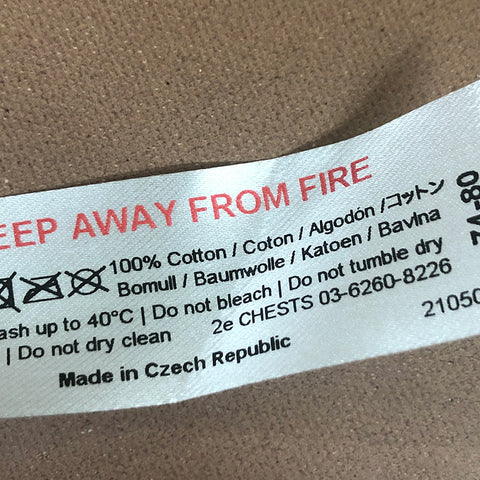 EEP AWAY FROM FIRE
100% Cotton / Coton / Algodón /コットン
Bomull / Baumwolle / Katoen / Bavlna
ash up to 40°C | Do not bleach | Do not tumble dry
| Do not dry clean
2e CHESTS 03-6260-8226
21050
Made in Czech Republic
74-80